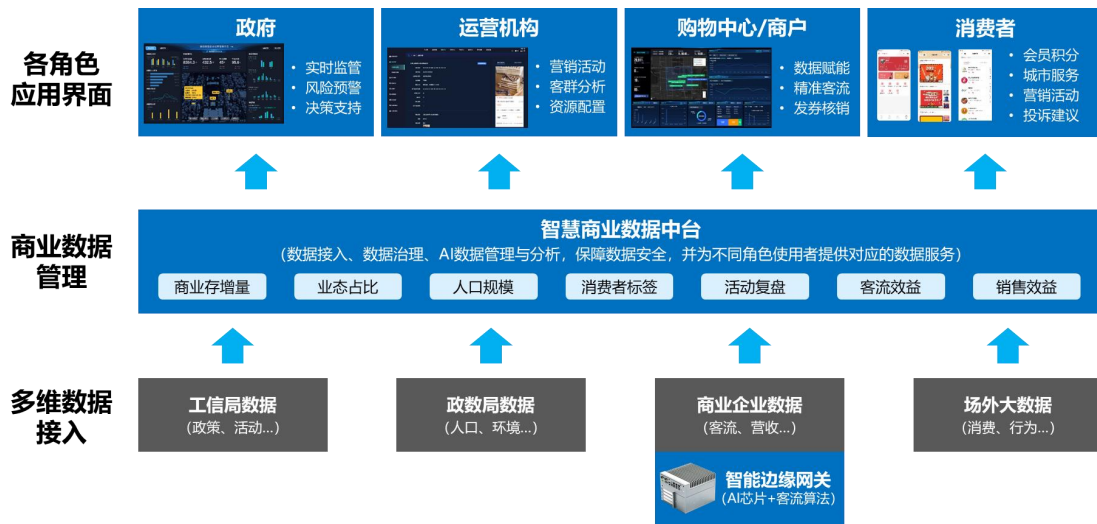 各角色
应用界面
政府
实时监管
风险预警
决策支持
运营机构
营销活动
客群分析
资源配置
购物中心/商户
数据赋能
精准客流
发券核销
消费者
会员积分
城市服务
营销活动
投诉建议
商业数据
管理
智慧商业数据中台
(数据接入、数据治理、AI数据管理与分析，保障数据安全，并为不同角色使用者提供对应的数据服务)
商业存增量
业态占比
人口规模
消费者标签
活动复盘
客流效益
销售效益
多维数据
接入
工信局数据
(政策、活动...)
政数局数据
(人口、环境...)
商业企业数据
(客流、营收...)
场外大数据
(消费、行为...)
智能边缘网关
(AI芯片+客流算法)